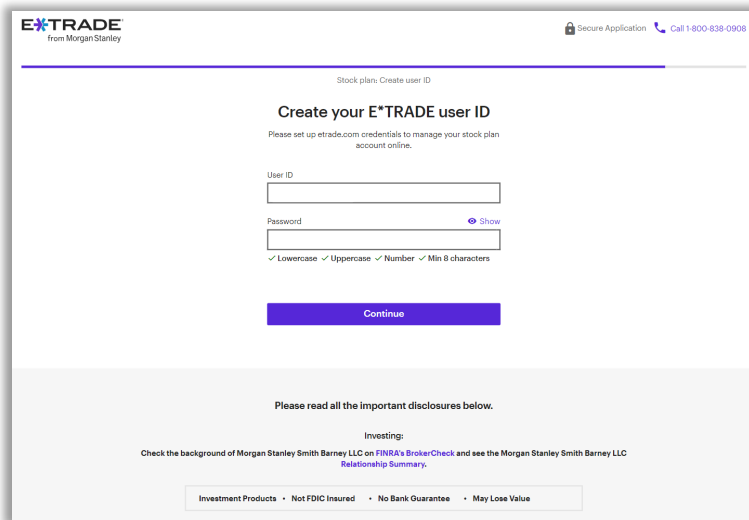 E*TRADE
from Morgan Stanley
Secure Application
Call 1-800-838-0908
Stock plan: Create user ID
Create your E*TRADE user ID
Please set up etrade.com credentials to manage your stock plan
account online.
User ID
Password
Show
Lowercase
Uppercase
Number
Min 8 characters
Continue
Please read all the important disclosures below.
Investing:
Check the background of Morgan Stanley Smith Barney LLC on FINRA's BrokerCheck and see the Morgan Stanley Smith Barney LLC
Relationship Summary.
Investment Products • Not FDIC Insured • No Bank Guarantee • May Lose Value